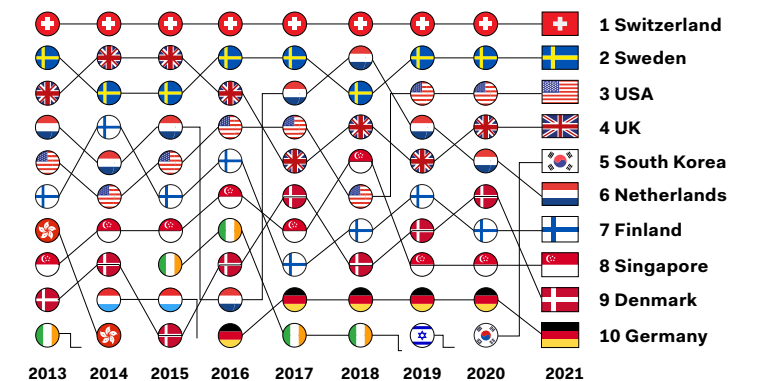 1 Switzerland
2 Sweden
3 USA
4 UK
5 South Korea
6 Netherlands
7 Finland
8 Singapore
9 Denmark
10 Germany
2013 2014 2015 2016 2017 2018 2019 2020 2021